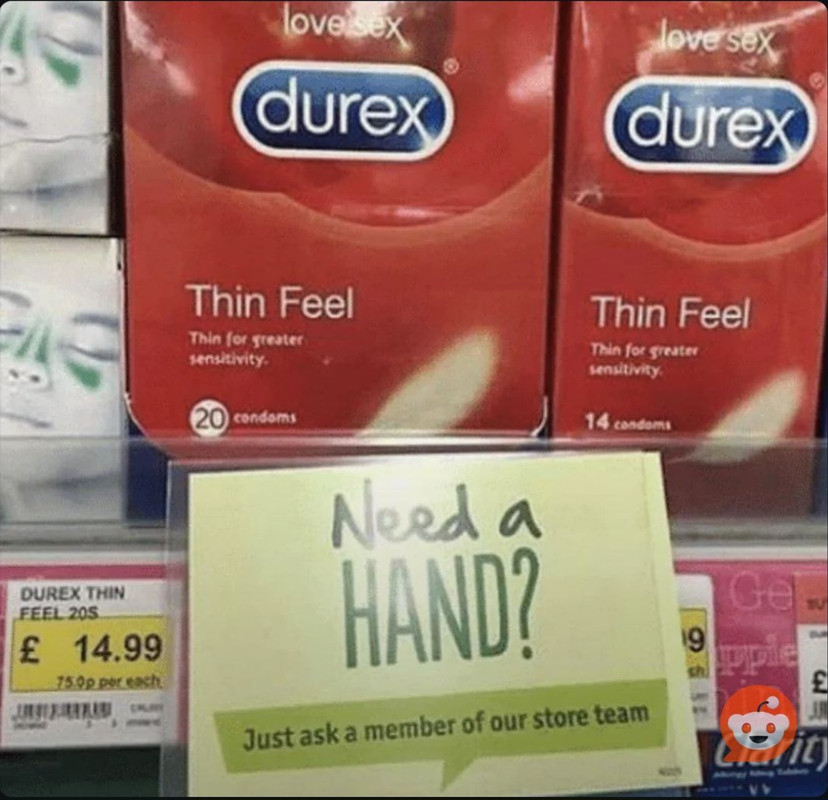 love sex
durex
®
Thin Feel
Thin for greater
sensitivity.
20 condoms
love sex
durex
®
Thin Feel
Thin for greater
sensitivity.
14 condoms
DUREX THIN
FEEL 20S
£ 14.99
75.0p per each
Need a
HAND?
Just ask a member of our store team
£
Clarity